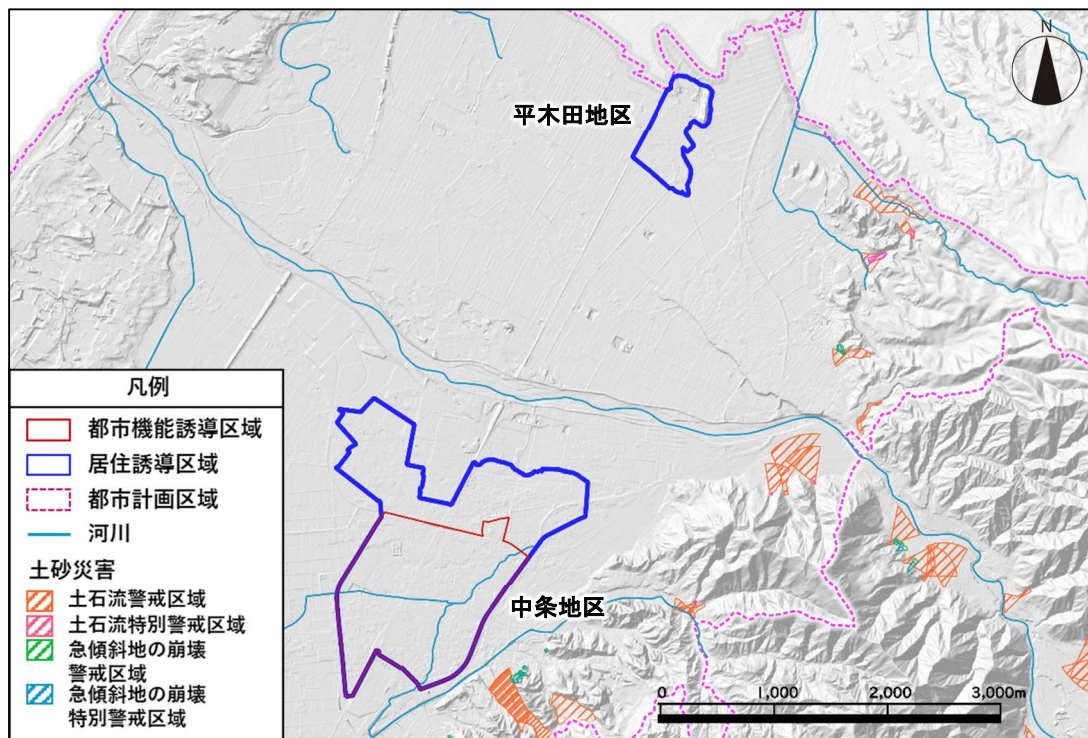 N
平木田地区
中条地区
凡例
都市機能誘導区域
居住誘導区域
都市計画区域
河川
土砂災害
土石流警戒区域
土石流特別警戒区域
急傾斜地の崩壊
警戒区域
急傾斜地の崩壊
特別警戒区域
0 1,000 2,000 3,000m